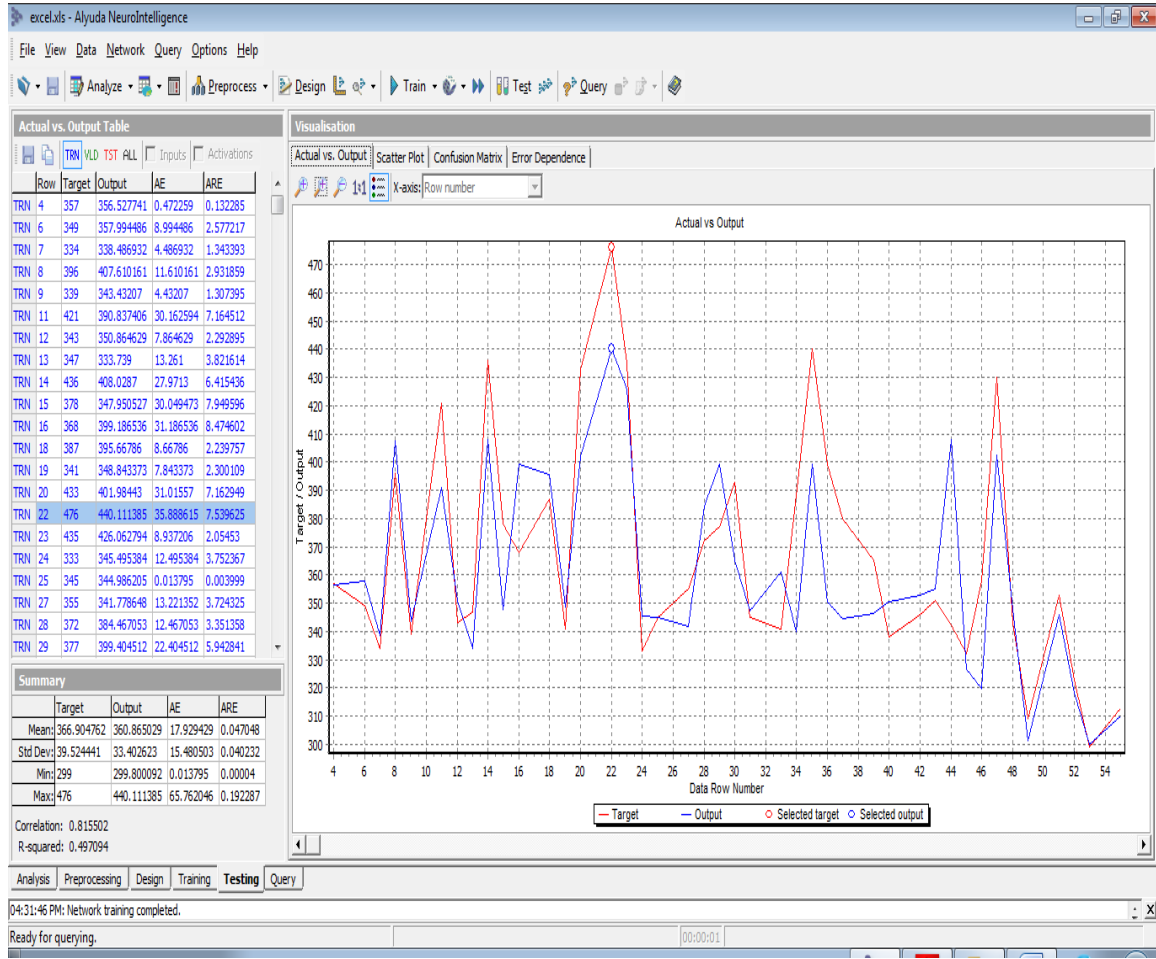 excel.xls - Alyuda NeuroIntelligence
File View Data Network Query Options Help
Analyze Preprocess Design Train Test Query
Actual vs. Output Table
TRN VLD TST ALL Inputs Activations
Row Target Output AE ARE
TRN 4 357 356.527741 0.472259 0.132285
TRN 6 349 357.994486 8.994486 2.577217
TRN 7 334 338.486932 4.486932 1.343393
TRN 8 396 407.610161 11.610161 2.931859
TRN 9 339 343.43207 4.43207 1.307395
TRN 11 421 390.837406 30.162594 7.164512
TRN 12 343 350.864629 7.864629 2.292895
TRN 13 347 333.739 13.261 3.821614
TRN 14 436 408.0287 27.9713 6.415436
TRN 15 378 347.950527 30.049473 7.949596
TRN 16 368 399.186536 31.186536 8.474602
TRN 18 387 395.66786 8.66786 2.239757
TRN 19 341 348.843373 7.843373 2.300109
TRN 20 433 401.98443 31.01557 7.162949
TRN 22 476 440.111385 35.888615 7.539625
TRN 23 435 426.062794 8.937206 2.05453
TRN 24 333 345.495384 12.495384 3.752367
TRN 25 345 344.986205 0.013795 0.003999
TRN 27 355 341.778648 13.221352 3.724325
TRN 28 372 384.467053 12.467053 3.351358
TRN 29 377 399.404512 22.404512 5.942841
Summary
Target Output AE ARE
Mean: 366.904762 360.865029 17.929429 0.047048
Std Dev: 39.524441 33.402623 15.480503 0.040232
Min: 299 299.800092 0.013795 0.00004
Max: 476 440.111385 65.762046 0.192287
Correlation: 0.815502
R-squared: 0.497094
Visualisation
Actual vs. Output Scatter Plot Confusion Matrix Error Dependence
1:1 X-axis: Row number
Actual vs Output
Target / Output
470
460
450
440
430
420
410
400
390
380
370
360
350
340
330
320
310
300
4 6 8 10 12 14 16 18 20 22 24 26 28 30 32 34 36 38 40 42 44 46 48 50 52 54
Data Row Number
Target Output Selected target Selected output
Analysis Preprocessing Design Training Testing Query
04:31:46 PM: Network training completed.
Ready for querying.
00:00:01